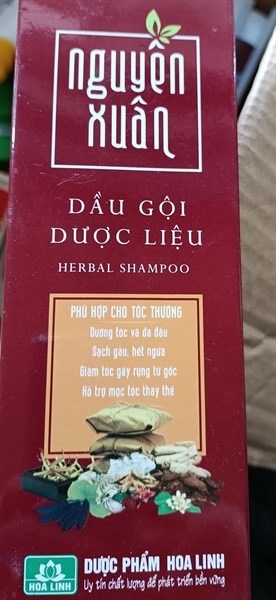 nguyên
xuân
DẦU GỘI
DƯỢC LIỆU
HERBAL SHAMPOO
PHÙ HỢP CHO TÓC THƯỜNG
Dưỡng tóc và da đầu
Sạch gàu, hết ngứa
Giảm tóc gãy rụng từ gốc
Hỗ trợ mọc tóc thay thế
HOA LINH
DƯỢC PHẨM HOA LINH
Uy tín chất lượng để phát triển bền vững